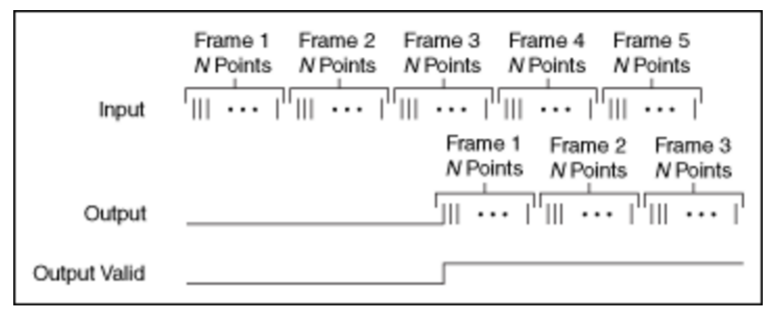 Frame 1 Frame 2 Frame 3 Frame 4 Frame 5
N Points N Points N Points N Points N Points
Input ||| ••• | ||| ••• | ||| ••• | ||| ••• | ||| ••• |
Frame 1 Frame 2 Frame 3
N Points N Points N Points
Output ||| ••• | ||| ••• | ||| ••• |
Output Valid